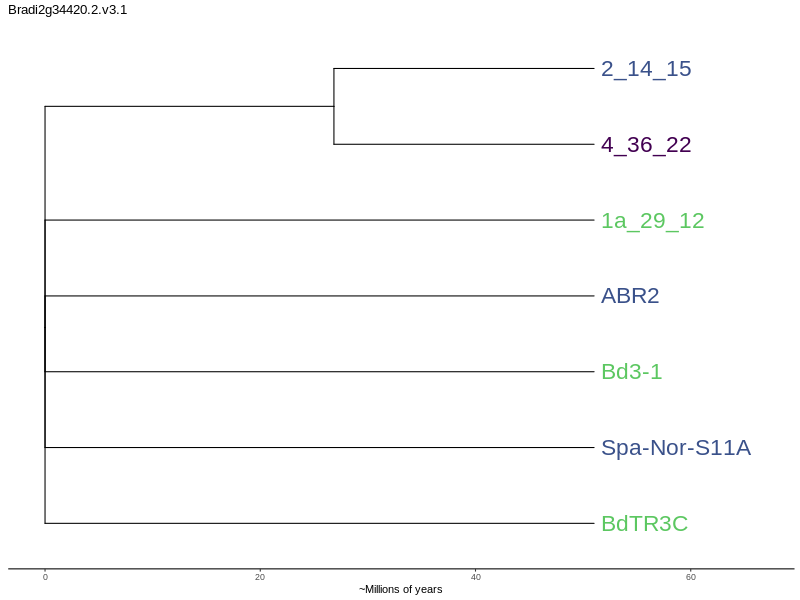 Bradi2g34420.2.v3.1
2_14_15
4_36_22
1a_29_12
ABR2
Bd3-1
Spa-Nor-S11A
BdTR3C
0 20 40 60
~Millions of years